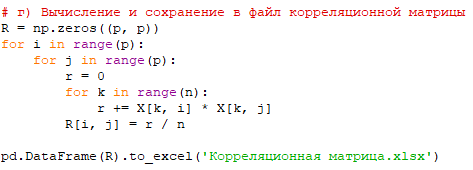 # г) Вычисление и сохранение в файл корреляционной матрицы
R = np.zeros((p, p))
for i in range(p):
    for j in range(p):
        r = 0
        for k in range(n):
            r += X[k, i] * X[k, j]
        R[i, j] = r / n

pd.DataFrame(R).to_excel('Корреляционная матрица.xlsx')